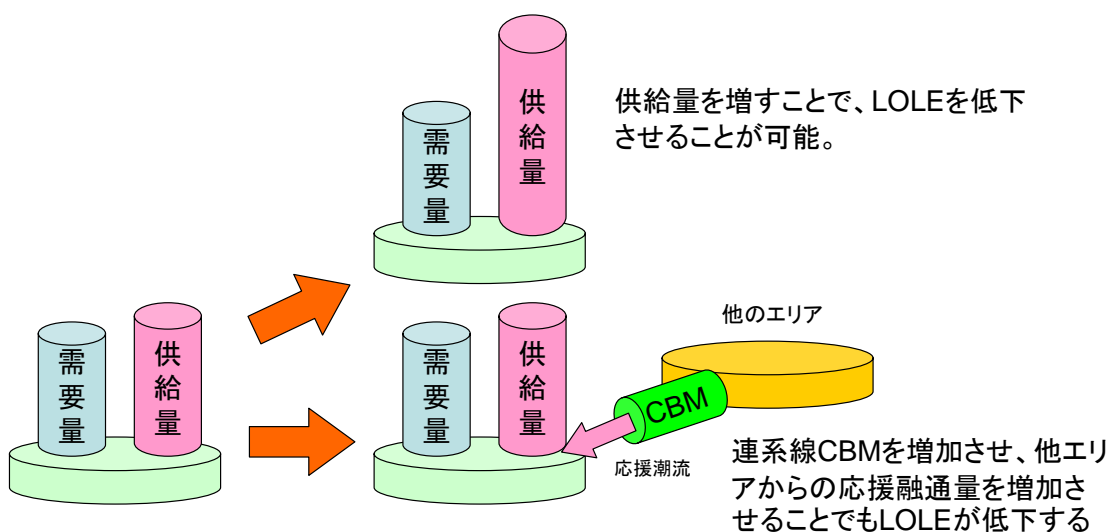 需要量
供給量
供給量を増すことで、LOLEを低下
させることが可能。
需要量
供給量
需要量
供給量
他のエリア
CBM
応援潮流
連系線CBMを増加させ、他エリ
アからの応援融通量を増加さ
せることでもLOLEが低下する